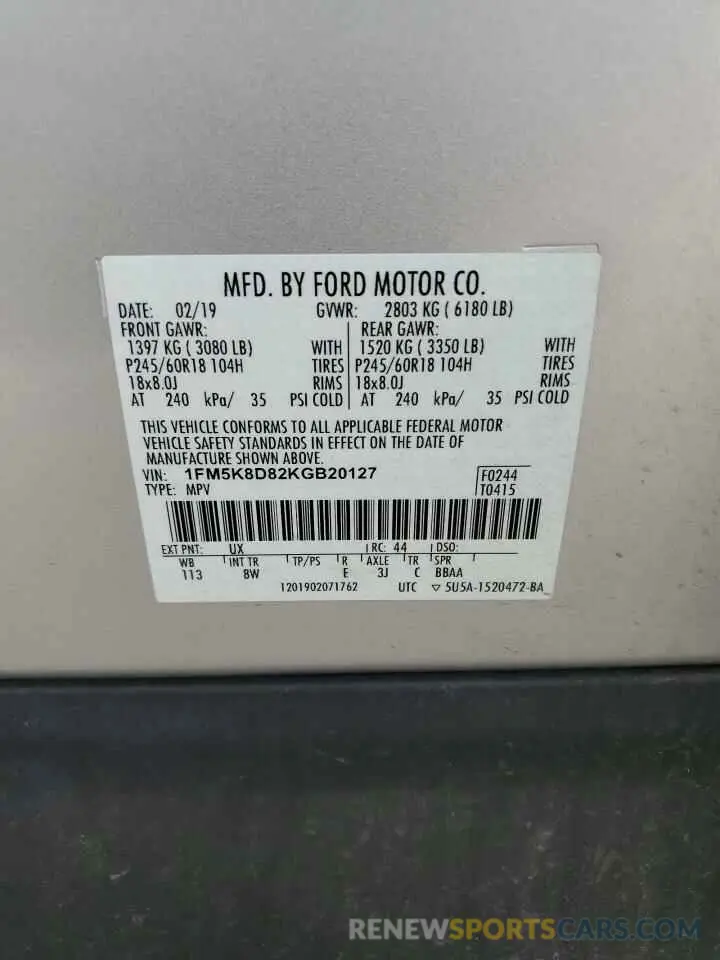 MFD. BY FORD MOTOR CO.
DATE: 02/19 GVWR: 2803 KG ( 6180 LB)
FRONT GAWR: REAR GAWR:
1397 KG ( 3080 LB) WITH 1520 KG ( 3350 LB) WITH
P245/60R18 104H TIRES P245/60R18 104H TIRES
18x8.0J RIMS 18x8.0J RIMS
AT 240 kPa/ 35 PSI COLD AT 240 kPa/ 35 PSI COLD
THIS VEHICLE CONFORMS TO ALL APPLICABLE FEDERAL MOTOR
VEHICLE SAFETY STANDARDS IN EFFECT ON THE DATE OF
MANUFACTURE SHOWN ABOVE.
VIN: 1FM5K8D82KGB20127 F0244
TYPE: MPV T0415
EXT PNT: UX RC: 44 DSO:
WB INT TR TP/PS R AXLE TR SPR
113 8W E 3J C BBAA
1201902071762 UTC ▽ 5U5A-1520472-BA
RENEWSPORTSCARS.COM